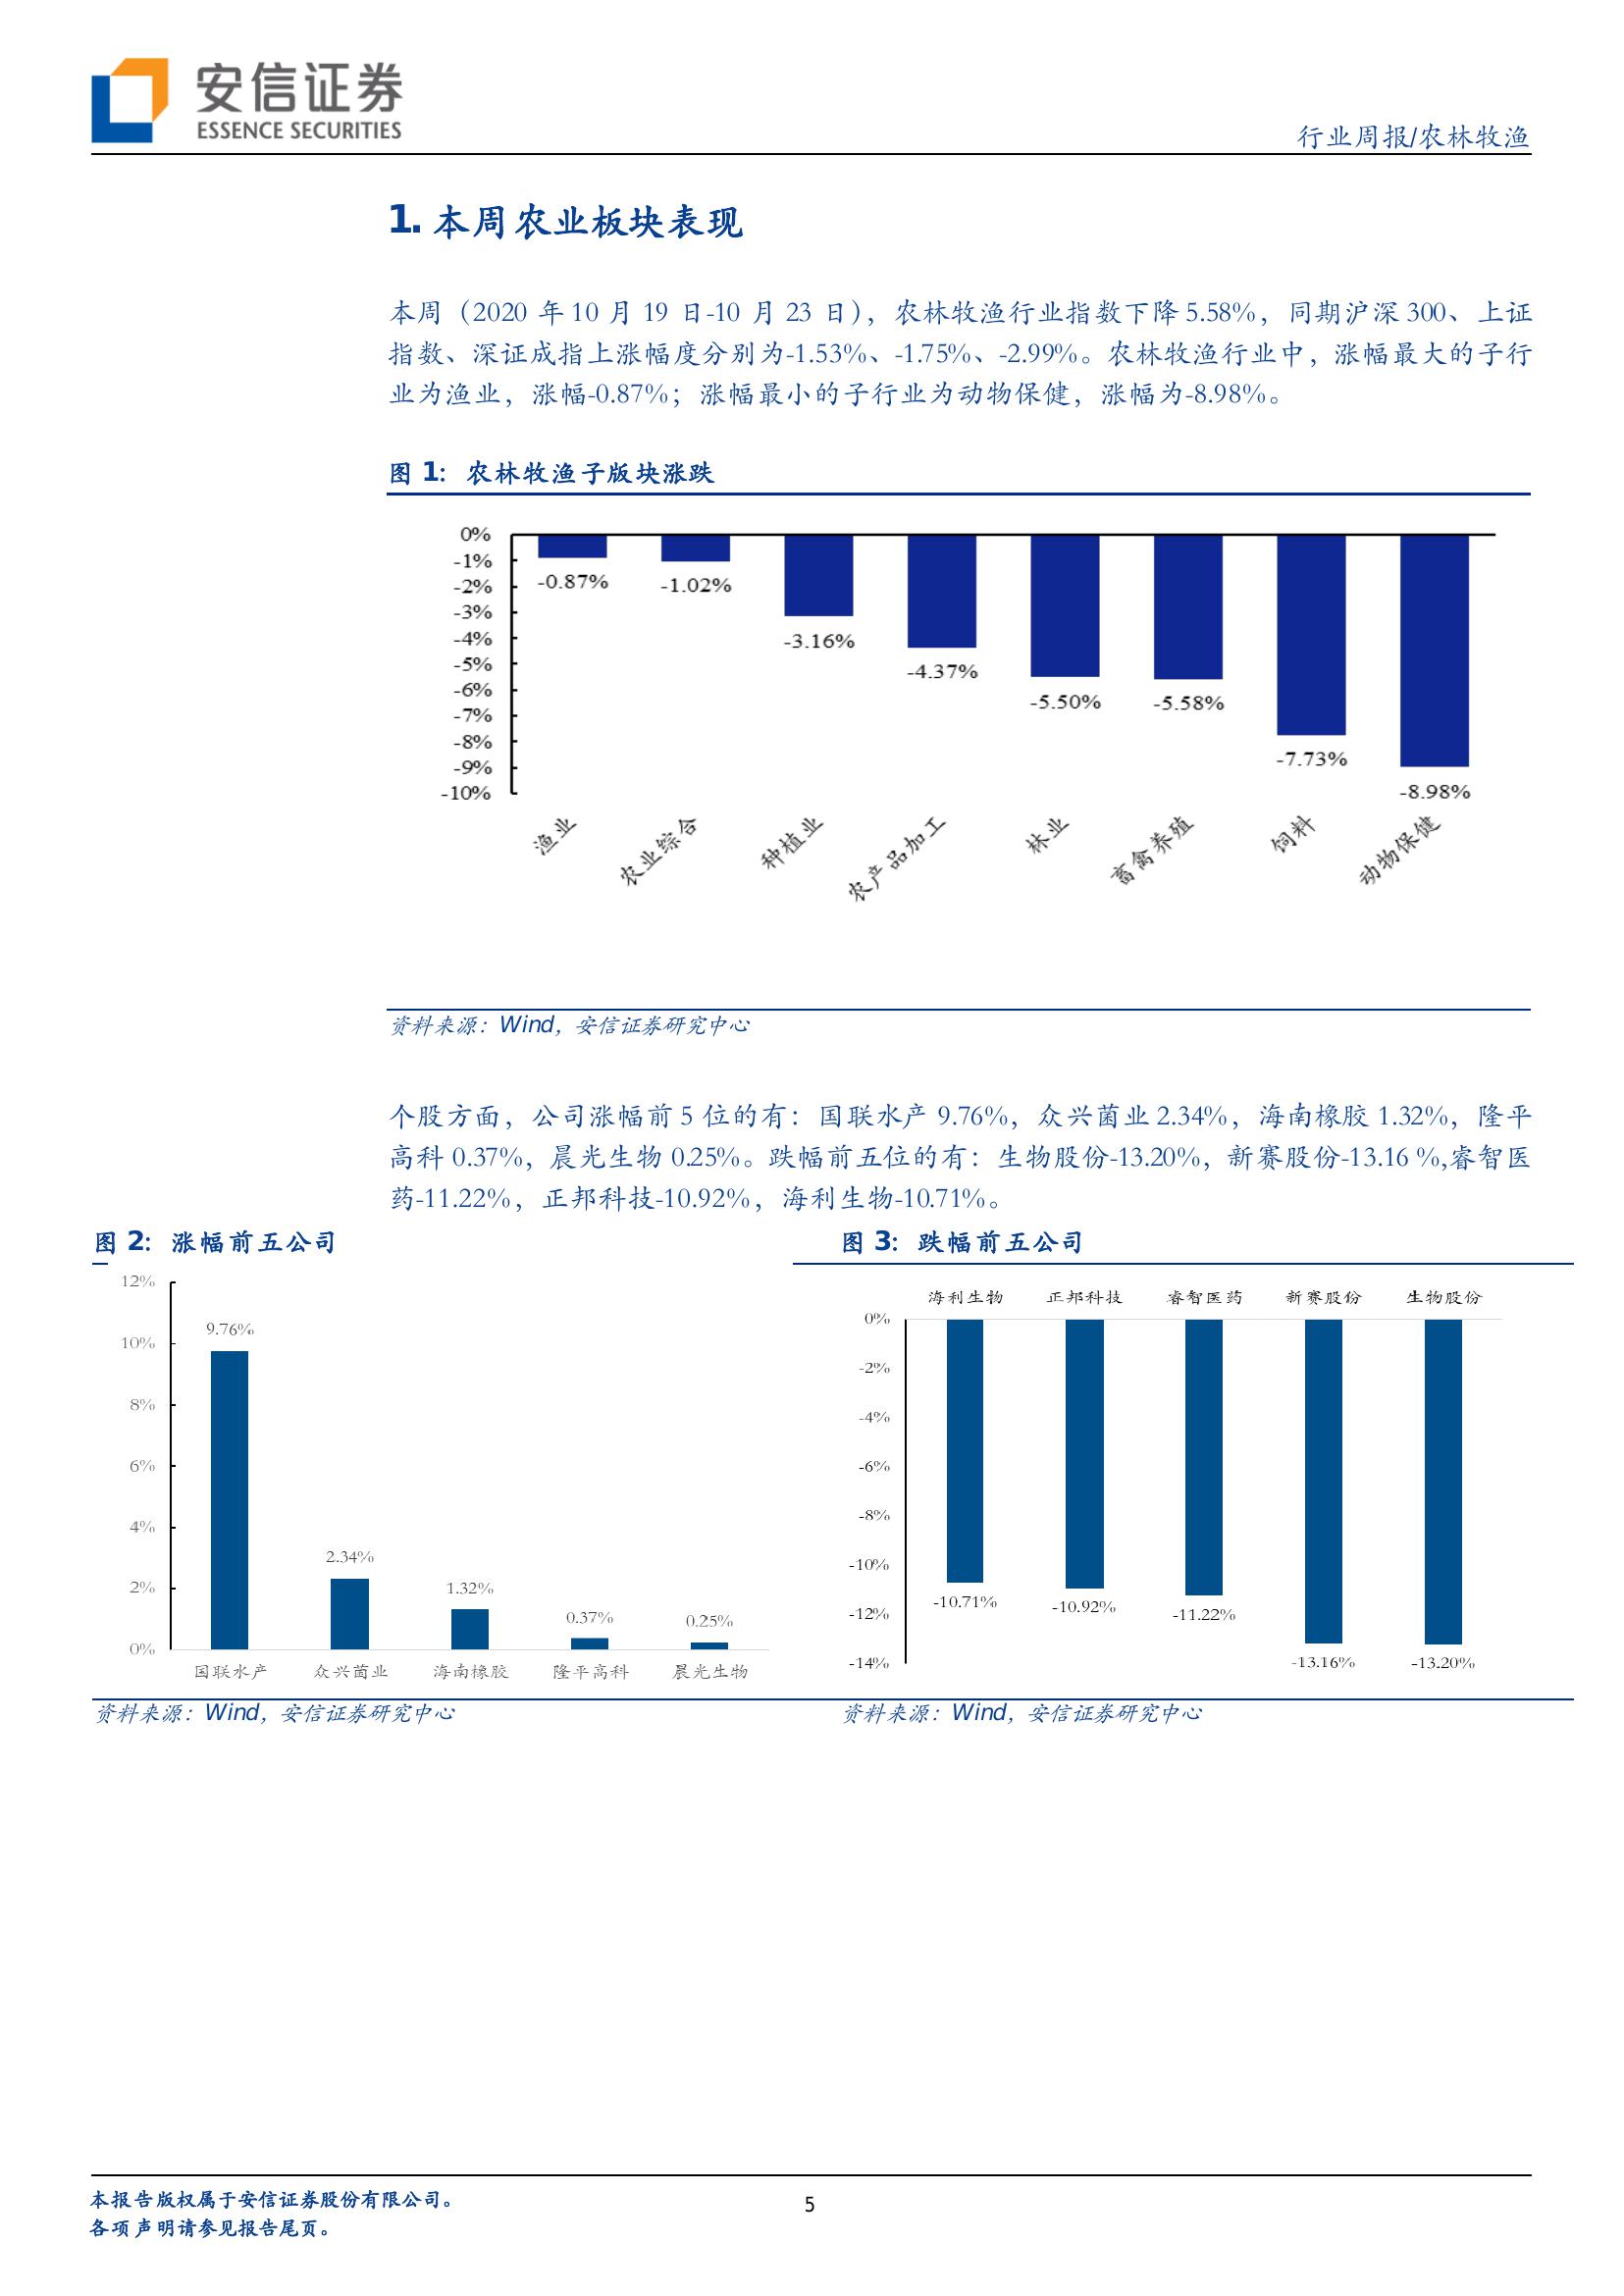 安信证券
ESSENCE SECURITIES
行业周报/农林牧渔
1. 本周农业板块表现
本周（2020 年 10 月 19 日-10 月 23 日），农林牧渔行业指数下降 5.58%，同期沪深 300、上证
指数、深证成指上涨幅度分别为-1.53%、-1.75%、-2.99%。农林牧渔行业中，涨幅最大的子行
业为渔业，涨幅-0.87%；涨幅最小的子行业为动物保健，涨幅为-8.98%。
图 1：农林牧渔子版块涨跌
0%
-1%
-2%
-3%
-4%
-5%
-6%
-7%
-8%
-9%
-10%
-0.87%
-1.02%
-3.16%
-4.37%
-5.50%
-5.58%
-7.73%
-8.98%
渔业
农业综合
种植业
农产品加工
林业
畜禽养殖
饲料
动物保健
资料来源：Wind，安信证券研究中心
个股方面，公司涨幅前 5 位的有：国联水产 9.76%，众兴菌业 2.34%，海南橡胶 1.32%，隆平
高科 0.37%，晨光生物 0.25%。跌幅前五位的有：生物股份-13.20%，新赛股份-13.16 %,睿智医
药-11.22%，正邦科技-10.92%，海利生物-10.71%。
图 2：涨幅前五公司
12%
10%
8%
6%
4%
2%
0%
9.76%
2.34%
1.32%
0.37%
0.25%
国联水产
众兴菌业
海南橡胶
隆平高科
晨光生物
资料来源：Wind，安信证券研究中心
图 3：跌幅前五公司
海利生物
正邦科技
睿智医药
新赛股份
生物股份
0%
-2%
-4%
-6%
-8%
-10%
-12%
-14%
-10.71%
-10.92%
-11.22%
-13.16%
-13.20%
资料来源：Wind，安信证券研究中心
本报告版权属于安信证券股份有限公司。
各项声明请参见报告尾页。
5